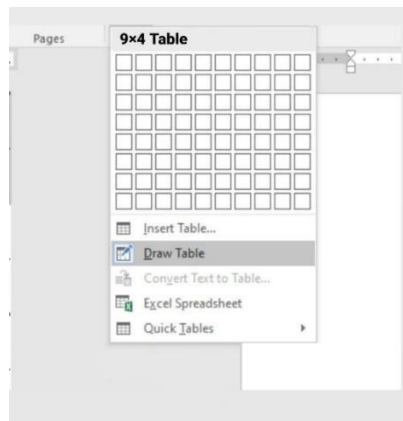 Pages
9×4 Table
Insert Table...
Draw Table
Convert Text to Table...
Excel Spreadsheet
Quick Tables